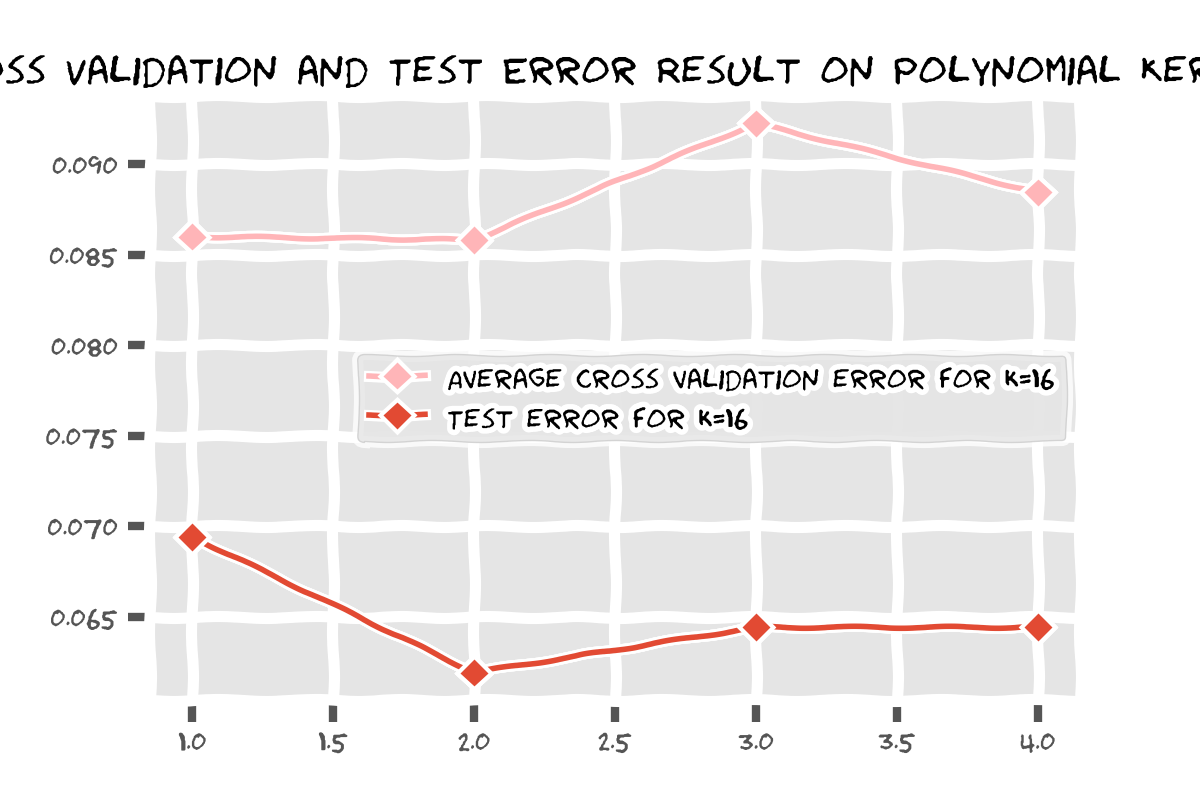 OSS VALIDATION AND TEST ERROR RESULT ON POLYNOMIAL KER
0.090
0.085
0.080
0.075
0.070
0.065
AVERAGE CROSS VALIDATION ERROR FOR K=16
TEST ERROR FOR K=16
1.0 1.5 2.0 2.5 3.0 3.5 4.0